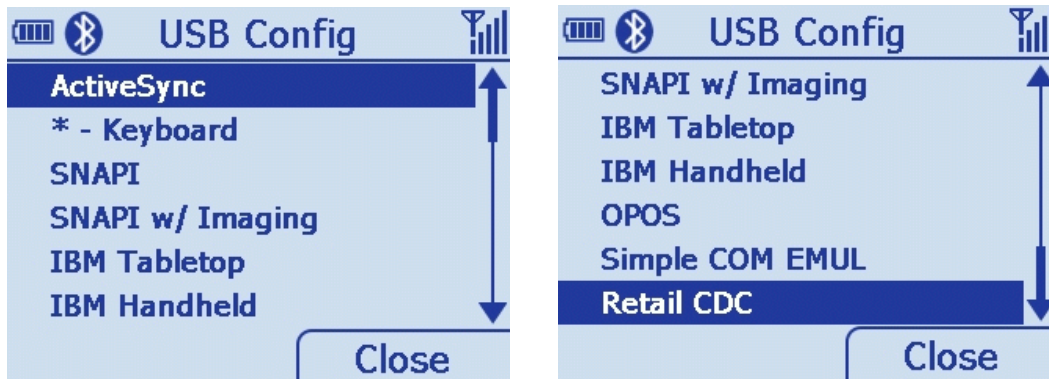 USB Config
ActiveSync
* - Keyboard
SNAPI
SNAPI w/ Imaging
IBM Tabletop
IBM Handheld
Close
USB Config
SNAPI w/ Imaging
IBM Tabletop
IBM Handheld
OPOS
Simple COM EMUL
Retail CDC
Close